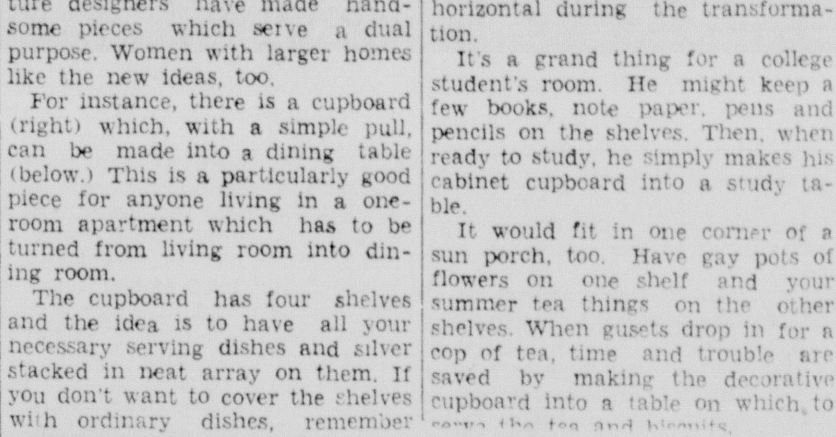 ture designers have made hand-
some pieces which serve a dual
purpose. Women with larger homes
like the new ideas, too.
For instance, there is a cupboard
(right) which, with a simple pull,
can be made into a dining table
(below.) This is a particularly good
piece for anyone living in a one-
room apartment which has to be
turned from living room into din-
ing room.
The cupboard has four shelves
and the idea is to have all your
necessary serving dishes and silver
stacked in neat array on them. If
you don't want to cover the shelves
with ordinary dishes, remember
horizontal during the transforma-
tion.
It's a grand thing for a college
student's room. He might keep a
few books, note paper, pens and
pencils on the shelves. Then, when
ready to study, he simply makes his
cabinet cupboard into a study ta-
ble.
It would fit in one corner of a
sun porch, too. Have gay pots of
flowers on one shelf and your
summer tea things on the other
shelves. When gusets drop in for a
cop of tea, time and trouble are
saved by making the decorative
cupboard into a table on which to
serve the tea and biscuits.